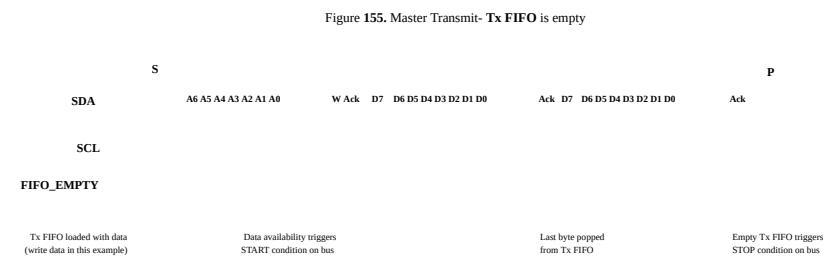 Figure 155. Master Transmit- Tx FIFO is empty
S
P
SDA A6 A5 A4 A3 A2 A1 A0 W Ack D7 D6 D5 D4 D3 D2 D1 D0 Ack D7 D6 D5 D4 D3 D2 D1 D0 Ack
SCL
FIFO_EMPTY
Tx FIFO loaded with data
(write data in this example)
Data availability triggers
START condition on bus
Last byte popped
from Tx FIFO
Empty Tx FIFO triggers
STOP condition on bus